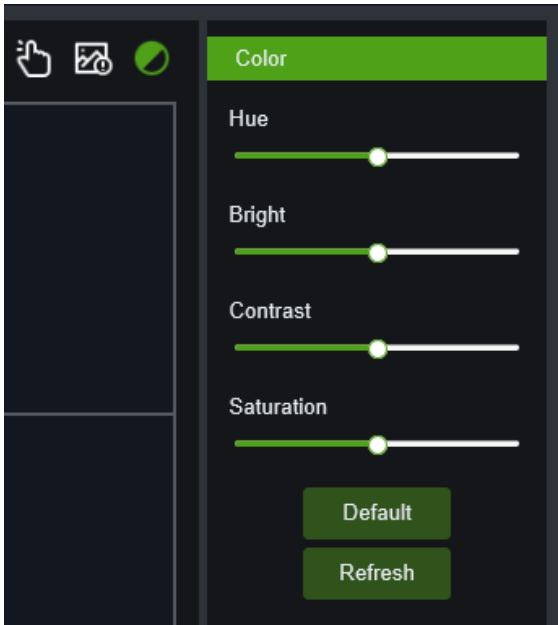 Color
Hue
Bright
Contrast
Saturation
Default
Refresh